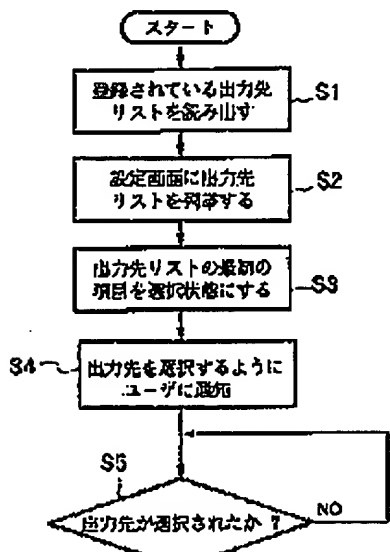 スタート
登録されている出力先
リストを読み出す
S1
設定画面に出力先
リストを列挙する
S2
出力先リストの最初の
項目を選択状態にする
S3
S4
出力先を選択するように
ユーザに通知
S5
出力先が選択されたか？
NO